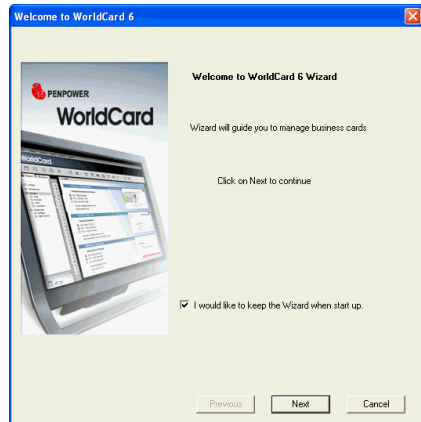 Welcome to WorldCard 6
PENPOWER
WorldCard
WorldCard
Welcome to WorldCard 6 Wizard
Wizard will guide you to manage business cards
Click on Next to continue
I would like to keep the Wizard when start up.
Previous
Next
Cancel